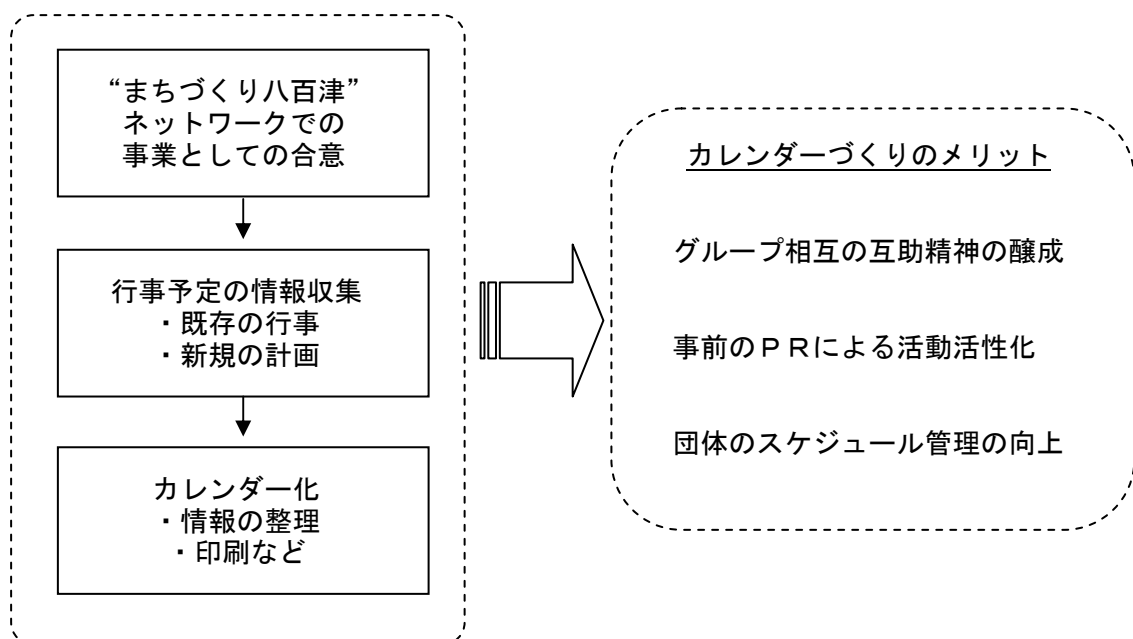 “まちづくり八百津”
ネットワークでの
事業としての合意
行事予定の情報収集
・既存の行事
・新規の計画
カレンダー化
・情報の整理
・印刷など
カレンダーづくりのメリット
グループ相互の互助精神の醸成
事前のＰＲによる活動活性化
団体のスケジュール管理の向上